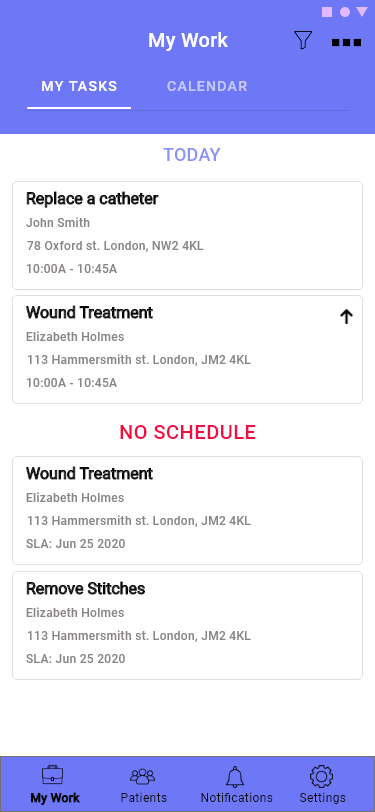 My Work
MY TASKS CALENDAR
TODAY
Replace a catheter
John Smith
78 Oxford st. London, NW2 4KL
10:00A - 10:45A
Wound Treatment
Elizabeth Holmes
113 Hammersmith st. London, JM2 4KL
10:00A - 10:45A
NO SCHEDULE
Wound Treatment
Elizabeth Holmes
113 Hammersmith st. London, JM2 4KL
SLA: Jun 25 2020
Remove Stitches
Elizabeth Holmes
113 Hammersmith st. London, JM2 4KL
SLA: Jun 25 2020
My Work Patients Notifications Settings